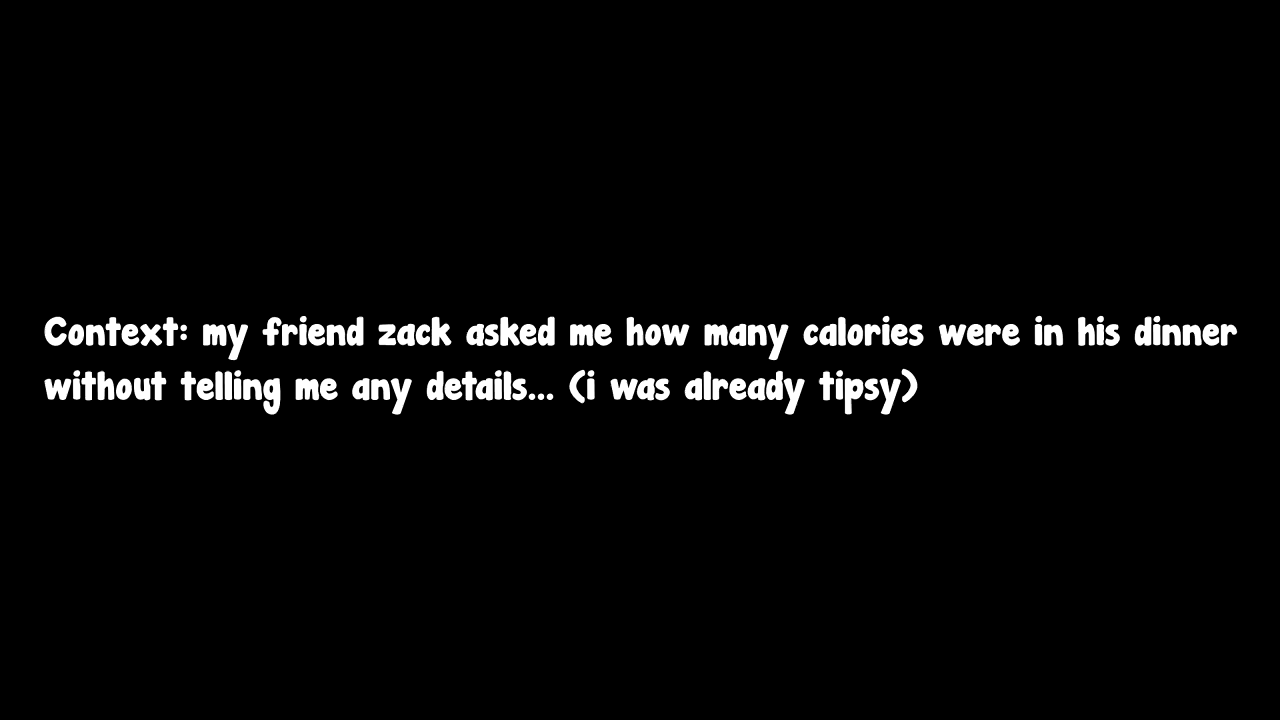 Context: my friend zack asked me how many calories were in his dinner
without telling me any details... (i was already tipsy)